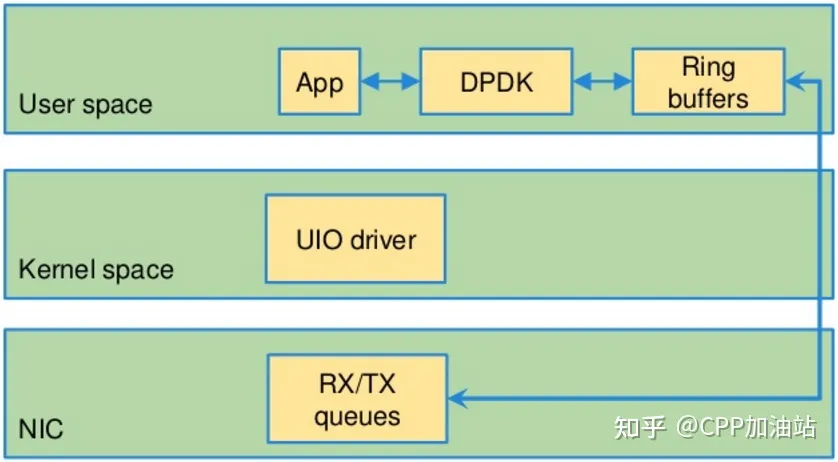 User space
App
DPDK
Ring
buffers
Kernel space
UIO driver
NIC
RX/TX
queues
知乎 @CPP加油站